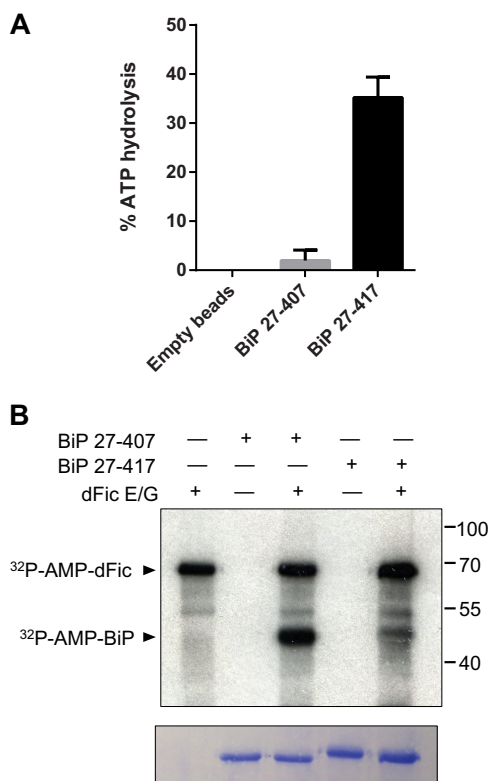 A
% ATP hydrolysis
50
40
30
20
10
0
Empty beads
BiP 27-407
BiP 27-417
B
BiP 27-407 — + + — —
BiP 27-417 — — — + +
dFic E/G + — + — +
100
³²P-AMP-dFic ►
70
55
³²P-AMP-BiP ►
40